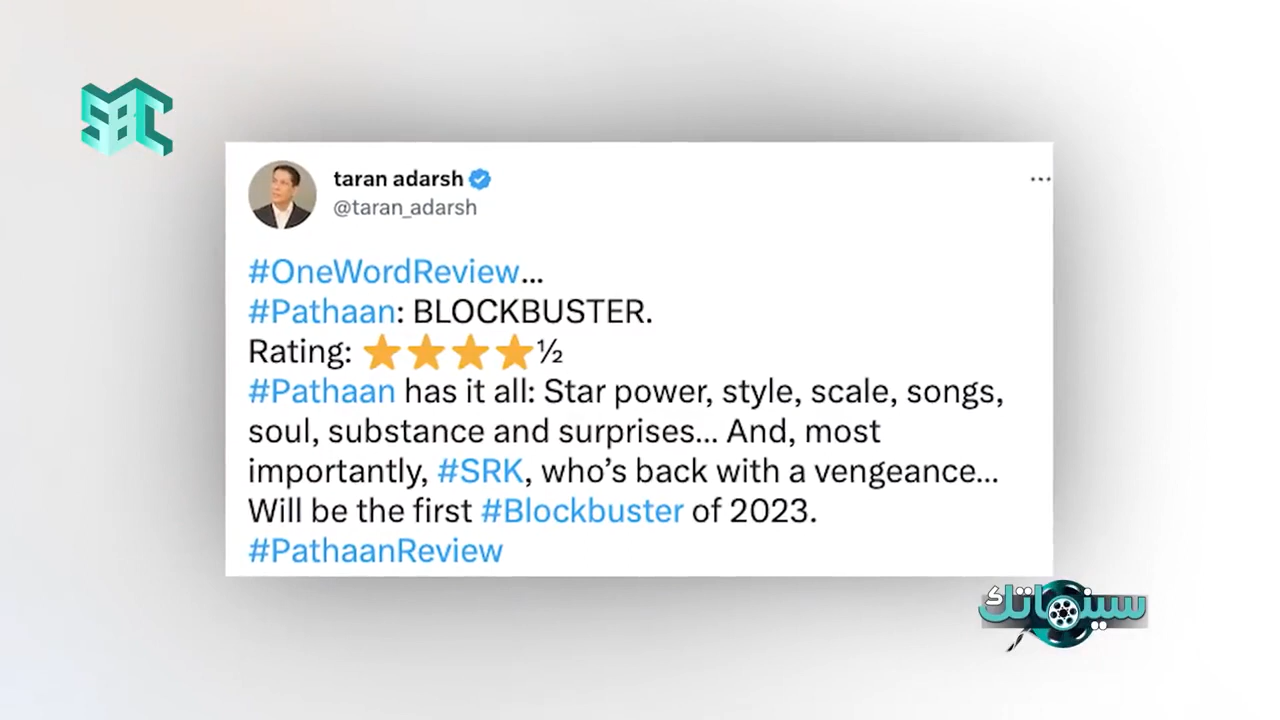 SBC
taran adarsh
@taran_adarsh
#OneWordReview...
#Pathaan: BLOCKBUSTER.
Rating: ⭐⭐⭐⭐½
#Pathaan has it all: Star power, style, scale, songs,
soul, substance and surprises... And, most
importantly, #SRK, who’s back with a vengeance...
Will be the first #Blockbuster of 2023.
#PathaanReview
سينماتك